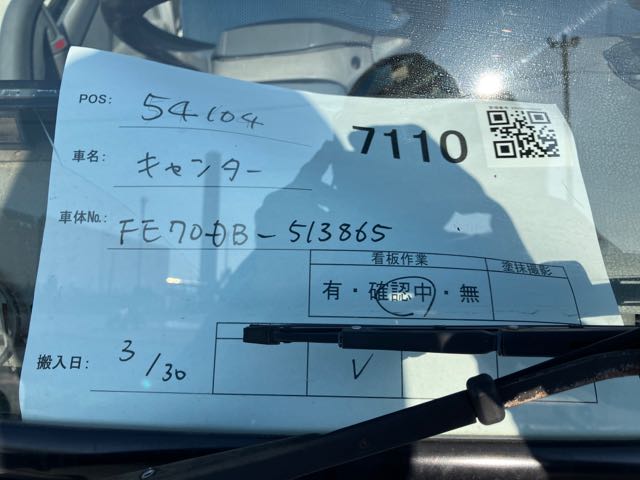 POS: 54104
7110
車名: キャンター
車体No.: FE70DB-513865
看板作業
塗抹撮影
有・確認中・無
搬入日: 3/30
V